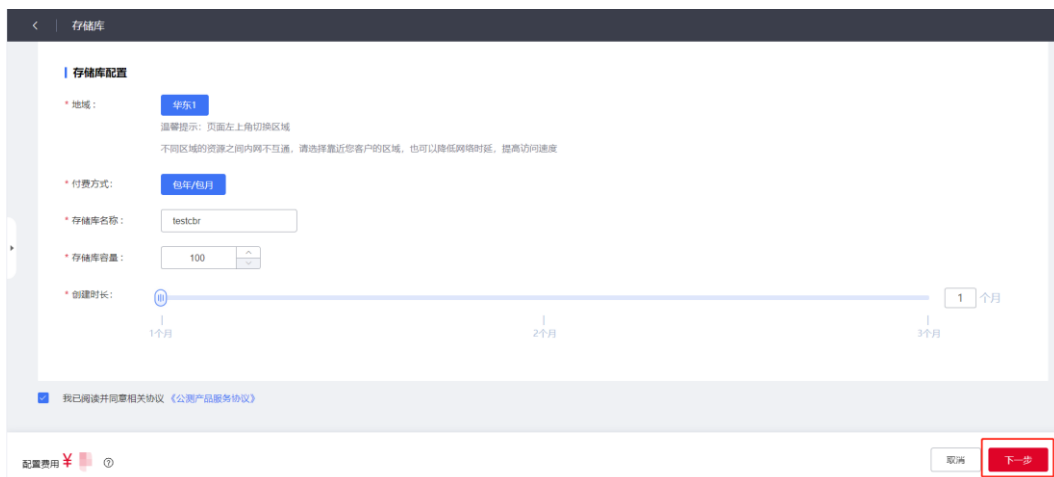 存储库
存储库配置
* 地域：
华东1
温馨提示：页面左上角切换区域
不同区域的资源之间内网不互通，请选择靠近您客户的区域，也可以降低网络时延，提高访问速度
* 付费方式：
包年/包月
* 存储库名称：
testcbr
* 存储库容量：
100
* 创建时长：
1 个月
1个月
2个月
3个月
我已阅读并同意相关协议《公测产品服务协议》
配置费用 ¥
取消
下一步